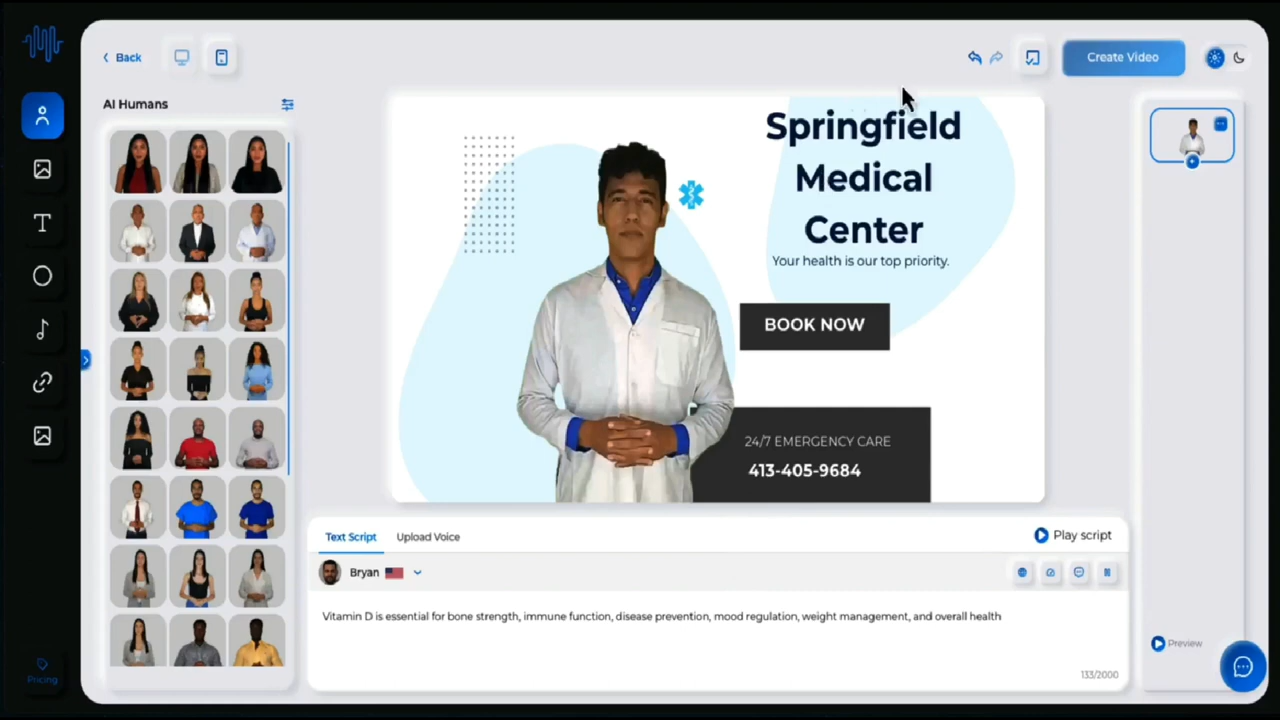 Back
Create Video
AI Humans
Springfield
Medical
Center
Your health is our top priority.
BOOK NOW
24/7 EMERGENCY CARE
413-405-9684
Text Script
Upload Voice
Play script
Bryan
Vitamin D is essential for bone strength, immune function, disease prevention, mood regulation, weight management, and overall health
133/2000
Preview
Pricing